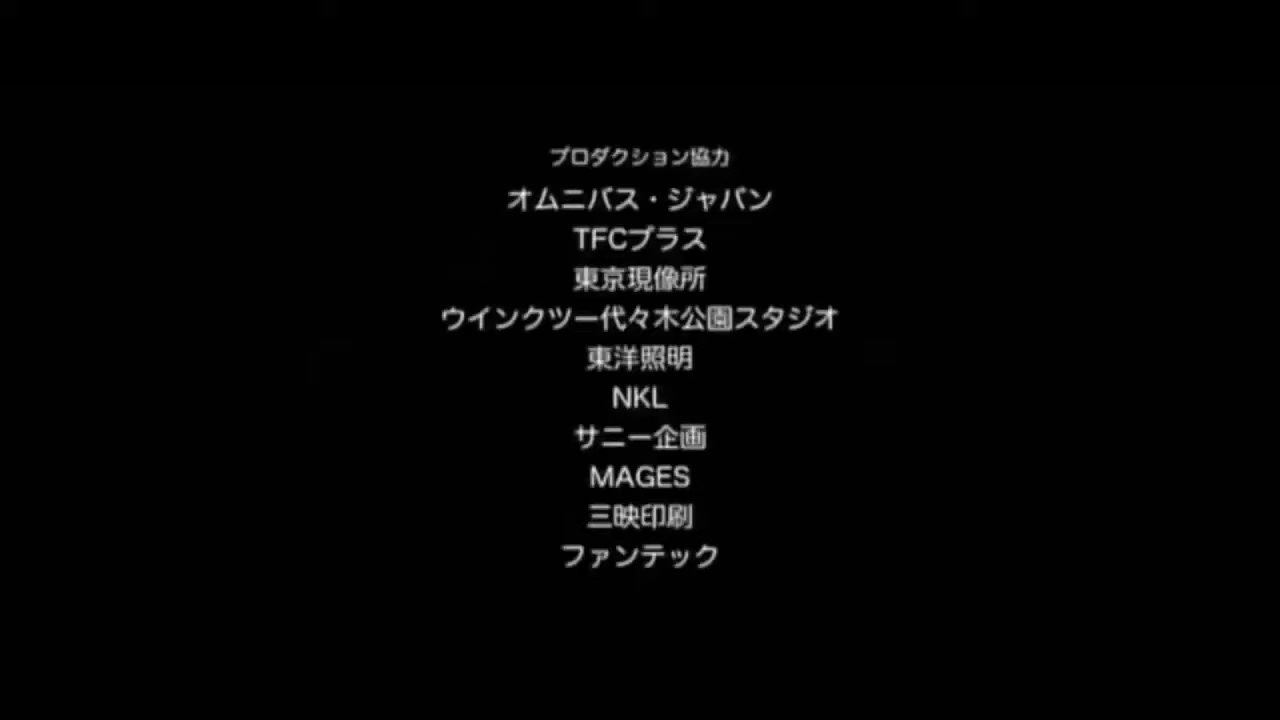 プロダクション協力
オムニバス・ジャパン
TFCプラス
東京現像所
ウインクツー代々木公園スタジオ
東洋照明
NKL
サニー企画
MAGES
三映印刷
ファンテック